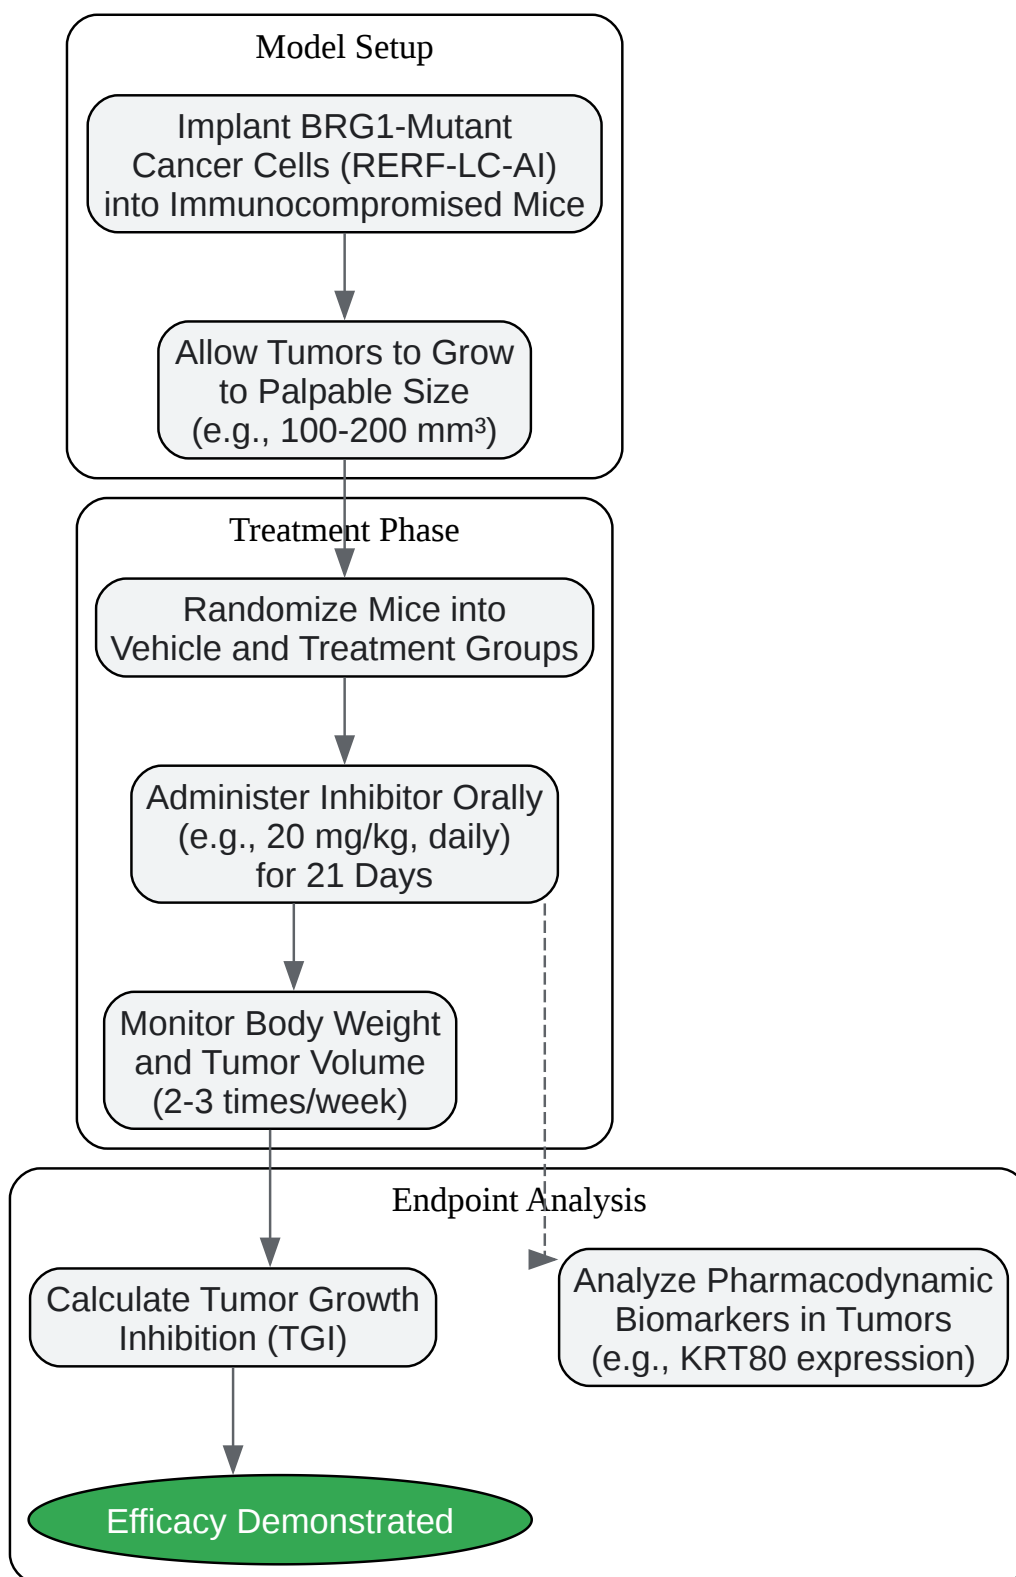 Model Setup
Implant BRG1-Mutant
Cancer Cells (RERF-LC-AI)
into Immunocompromised Mice
Allow Tumors to Grow
to Palpable Size
(e.g., 100-200 mm³)
Treatment Phase
Randomize Mice into
Vehicle and Treatment Groups
Administer Inhibitor Orally
(e.g., 20 mg/kg, daily)
for 21 Days
Monitor Body Weight
and Tumor Volume
(2-3 times/week)
Endpoint Analysis
Calculate Tumor Growth
Inhibition (TGI)
Analyze Pharmacodynamic
Biomarkers in Tumors
(e.g., KRT80 expression)
Efficacy Demonstrated